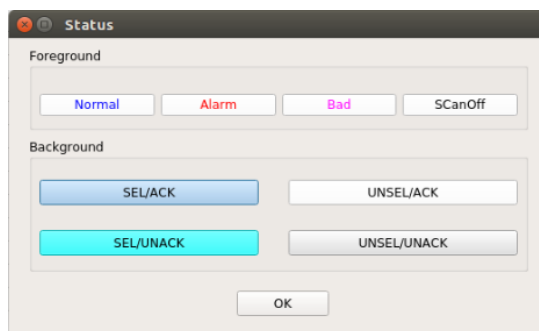 Status
Foreground
Normal Alarm Bad SCanOff
Background
SEL/ACK UNSEL/ACK
SEL/UNACK UNSEL/UNACK
OK